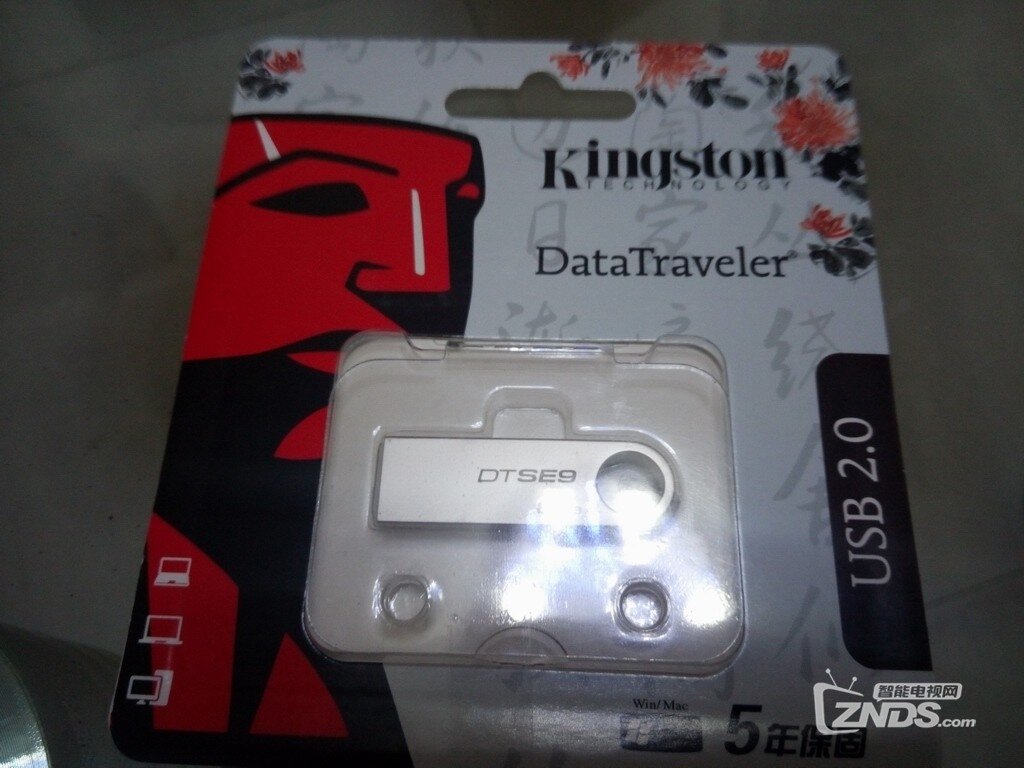 Kingston
TECHNOLOGY
DataTraveler®
DTSE9
USB 2.0
Win/Mac
5年保固
智能电视网
ZNDS.com